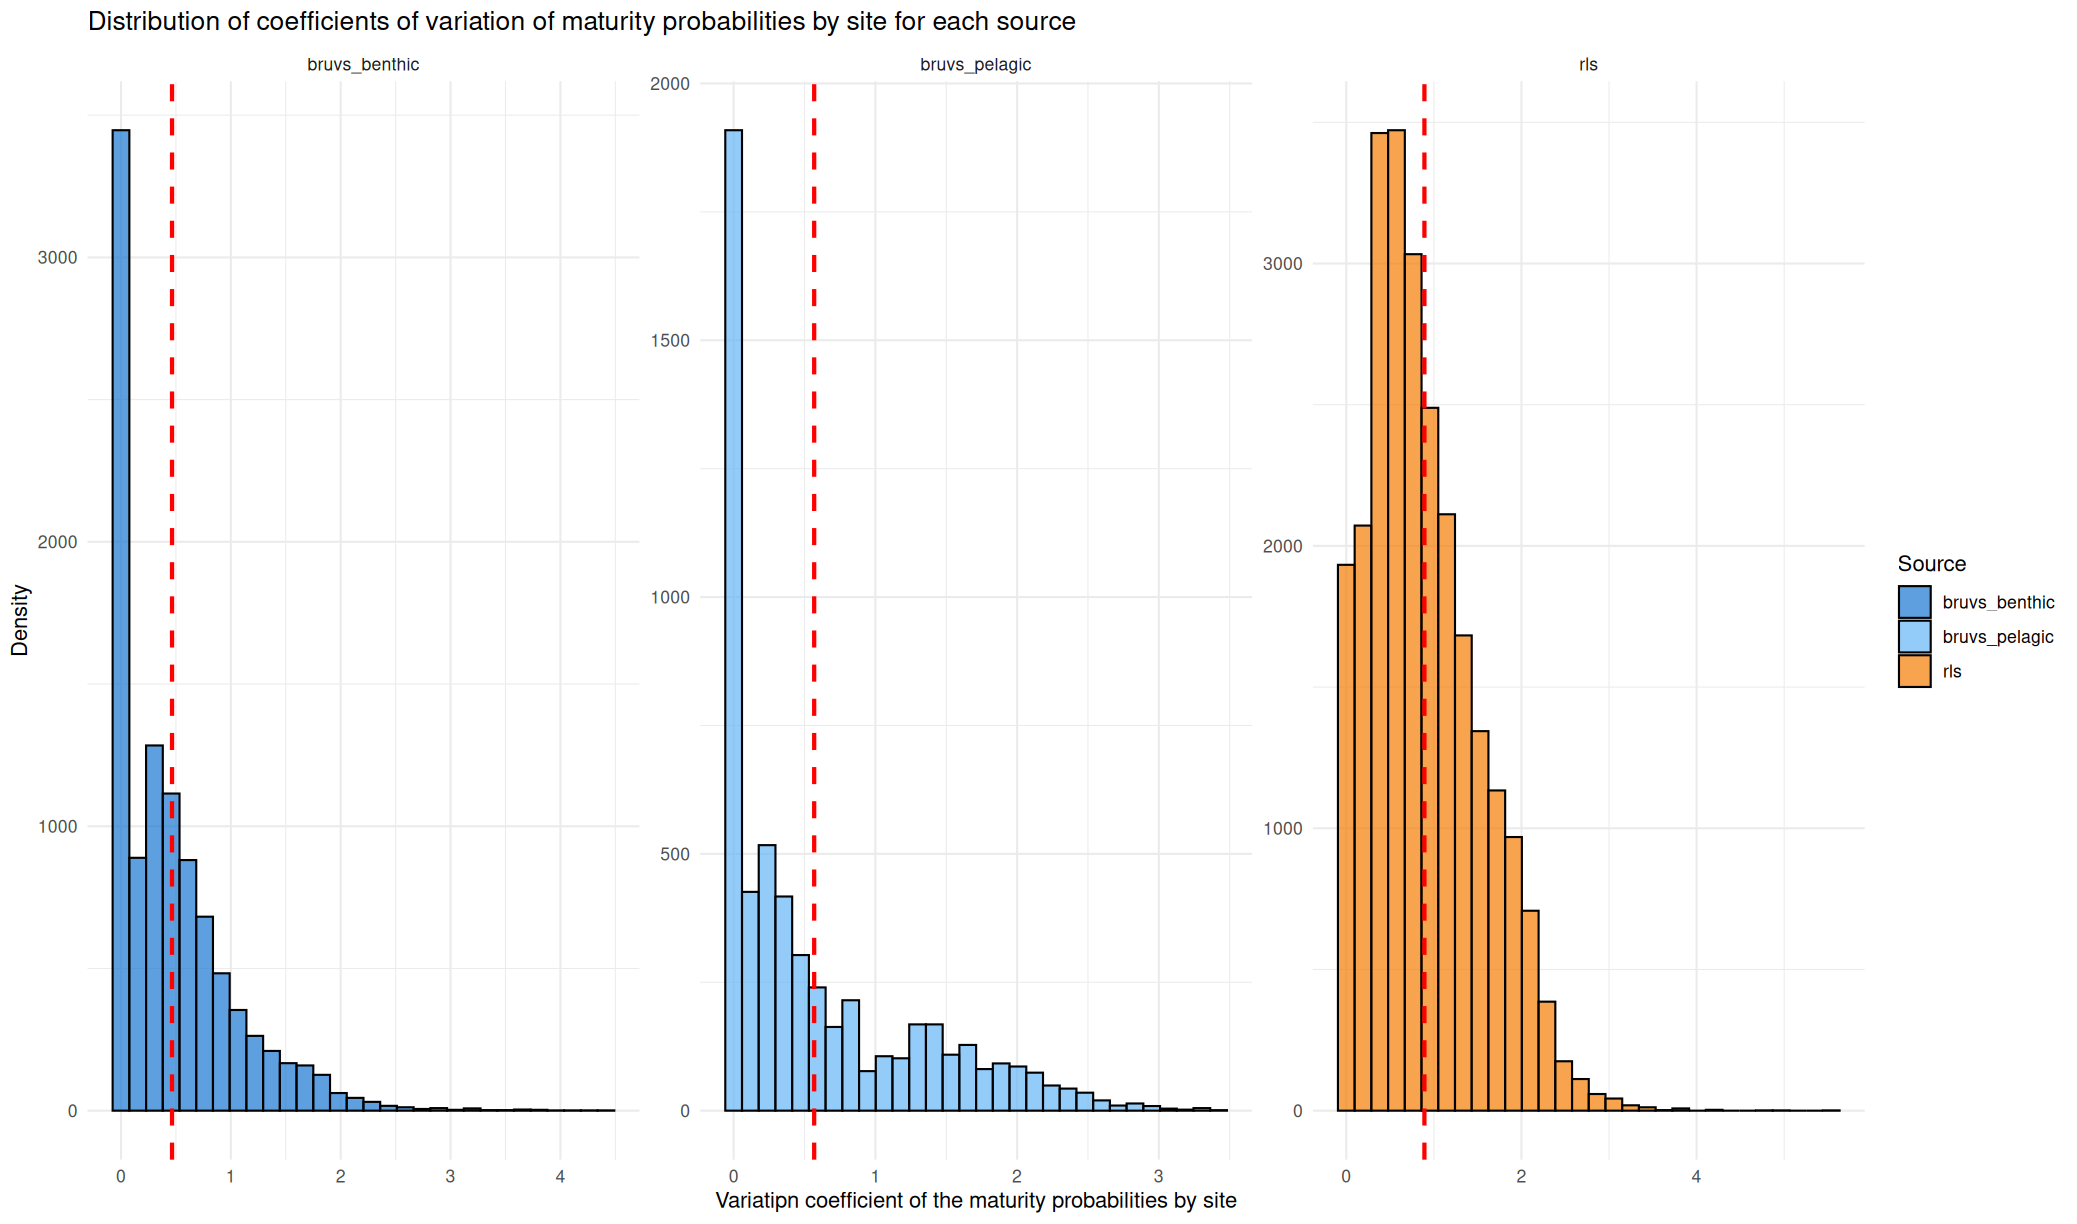 Distribution of coefficients of variation of maturity probabilities by site for each source
bruvs_benthic
bruvs_pelagic
rls
3000
2000
1000
0
2000
1500
1000
500
0
3000
2000
1000
0
Density
0 1 2 3 4
0 1 2 3
0 2 4
Variatipn coefficient of the maturity probabilities by site
Source
bruvs_benthic
bruvs_pelagic
rls